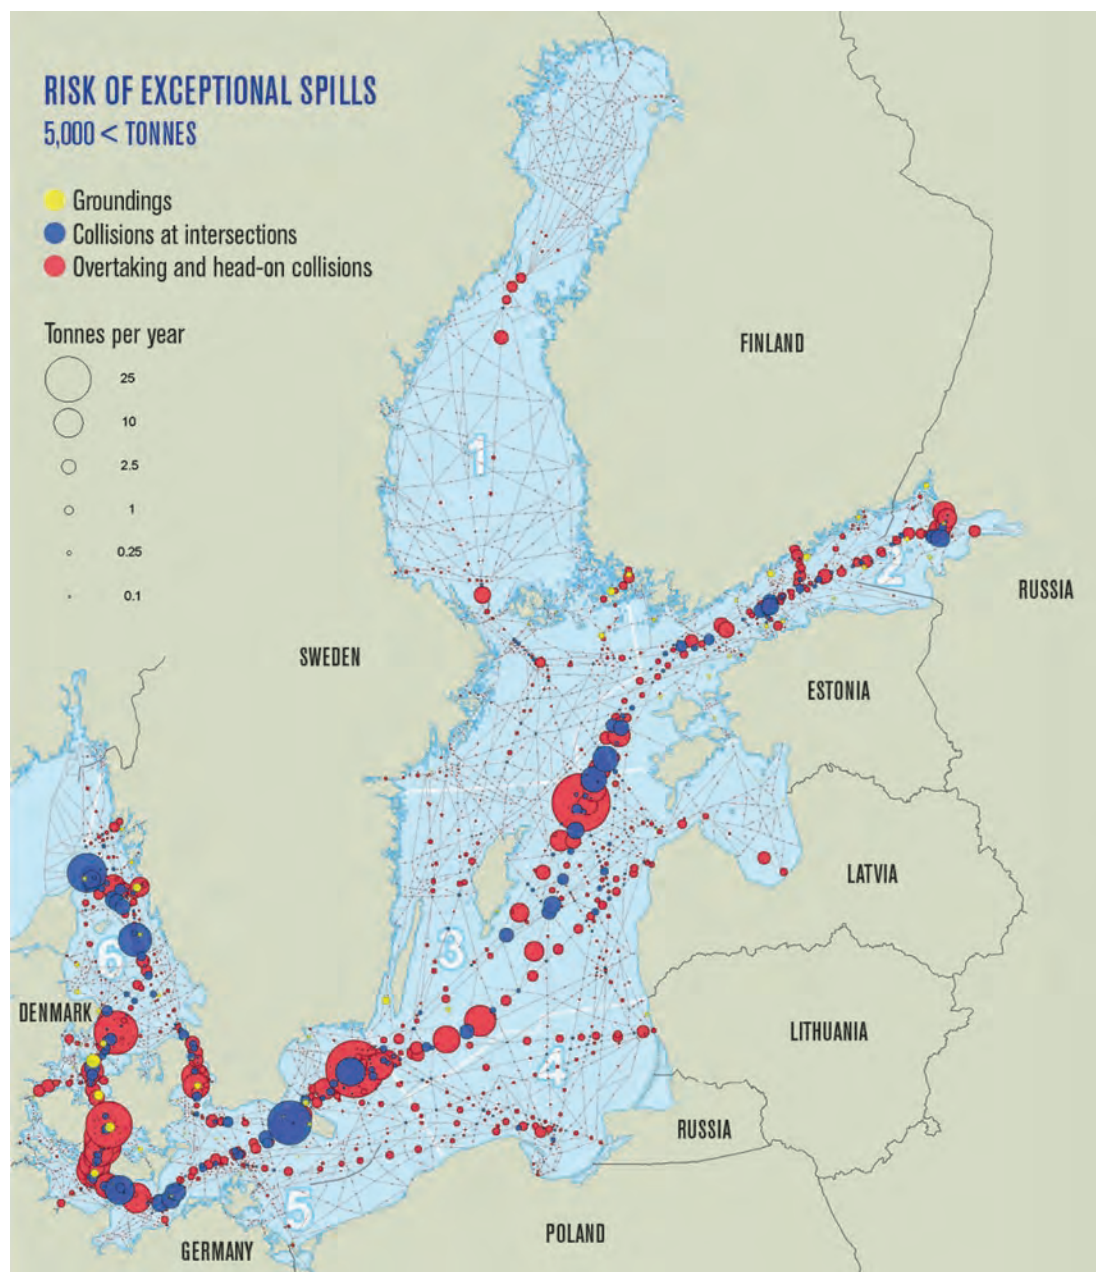 RISK OF EXCEPTIONAL SPILLS
5,000 < TONNES
Groundings
Collisions at intersections
Overtaking and head-on collisions
Tonnes per year
25
10
2.5
1
0.25
0.1
FINLAND
1
2
RUSSIA
SWEDEN
ESTONIA
LATVIA
3
6
DENMARK
LITHUANIA
4
RUSSIA
5
POLAND
GERMANY